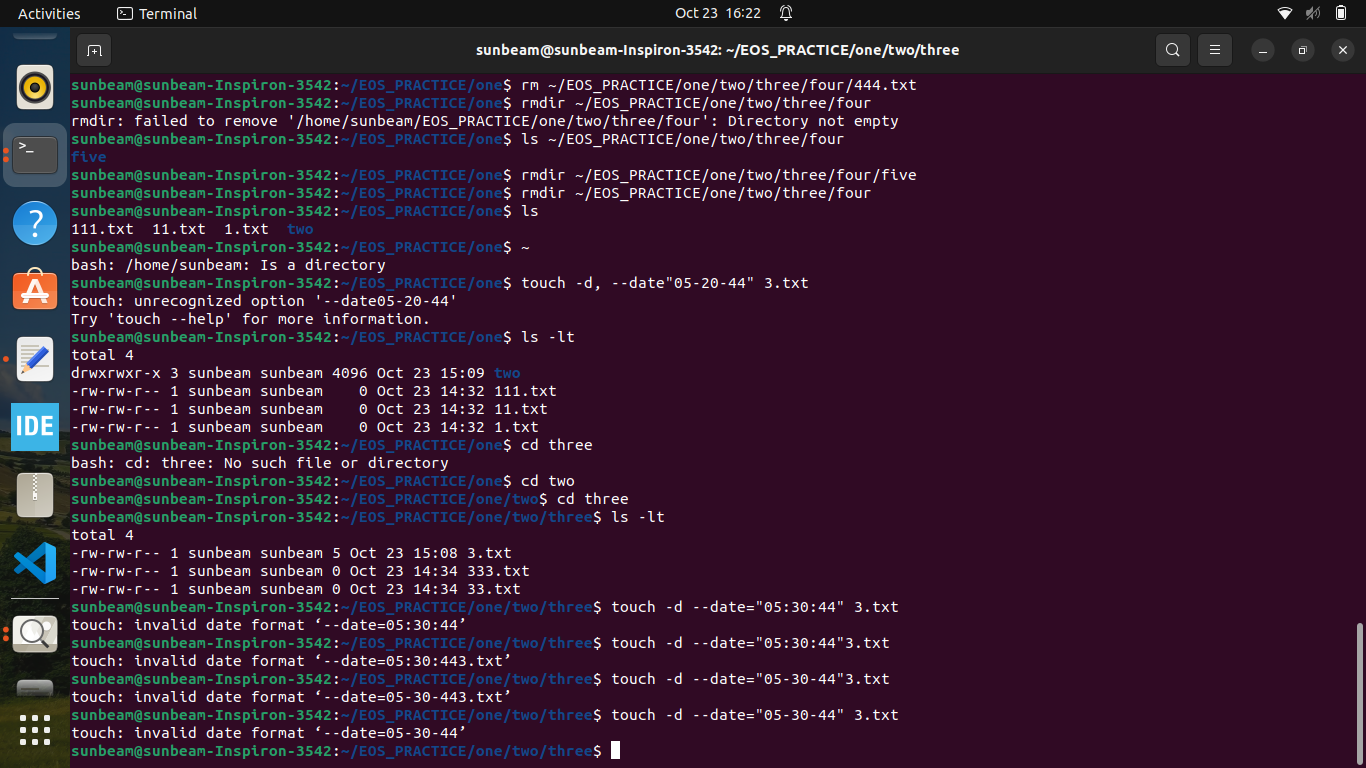 Activities Terminal Oct 23 16:22
sunbeam@sunbeam-Inspiron-3542: ~/EOS_PRACTICE/one/two/three
sunbeam@sunbeam-Inspiron-3542:~/EOS_PRACTICE/one$ rm ~/EOS_PRACTICE/one/two/three/four/444.txt
sunbeam@sunbeam-Inspiron-3542:~/EOS_PRACTICE/one$ rmdir ~/EOS_PRACTICE/one/two/three/four
rmdir: failed to remove '/home/sunbeam/EOS_PRACTICE/one/two/three/four': Directory not empty
sunbeam@sunbeam-Inspiron-3542:~/EOS_PRACTICE/one$ ls ~/EOS_PRACTICE/one/two/three/four
five
sunbeam@sunbeam-Inspiron-3542:~/EOS_PRACTICE/one$ rmdir ~/EOS_PRACTICE/one/two/three/four/five
sunbeam@sunbeam-Inspiron-3542:~/EOS_PRACTICE/one$ rmdir ~/EOS_PRACTICE/one/two/three/four
sunbeam@sunbeam-Inspiron-3542:~/EOS_PRACTICE/one$ ls
111.txt  11.txt  1.txt  two
sunbeam@sunbeam-Inspiron-3542:~/EOS_PRACTICE/one$ ~
bash: /home/sunbeam: Is a directory
sunbeam@sunbeam-Inspiron-3542:~/EOS_PRACTICE/one$ touch -d, --date"05-20-44" 3.txt
touch: unrecognized option '--date05-20-44'
Try 'touch --help' for more information.
sunbeam@sunbeam-Inspiron-3542:~/EOS_PRACTICE/one$ ls -lt
total 4
drwxrwxr-x 3 sunbeam sunbeam 4096 Oct 23 15:09 two
-rw-rw-r-- 1 sunbeam sunbeam    0 Oct 23 14:32 111.txt
-rw-rw-r-- 1 sunbeam sunbeam    0 Oct 23 14:32 11.txt
-rw-rw-r-- 1 sunbeam sunbeam    0 Oct 23 14:32 1.txt
sunbeam@sunbeam-Inspiron-3542:~/EOS_PRACTICE/one$ cd three
bash: cd: three: No such file or directory
sunbeam@sunbeam-Inspiron-3542:~/EOS_PRACTICE/one$ cd two
sunbeam@sunbeam-Inspiron-3542:~/EOS_PRACTICE/one/two$ cd three
sunbeam@sunbeam-Inspiron-3542:~/EOS_PRACTICE/one/two/three$ ls -lt
total 4
-rw-rw-r-- 1 sunbeam sunbeam 5 Oct 23 15:08 3.txt
-rw-rw-r-- 1 sunbeam sunbeam 0 Oct 23 14:34 333.txt
-rw-rw-r-- 1 sunbeam sunbeam 0 Oct 23 14:34 33.txt
sunbeam@sunbeam-Inspiron-3542:~/EOS_PRACTICE/one/two/three$ touch -d --date="05:30:44" 3.txt
touch: invalid date format ‘--date=05:30:44’
sunbeam@sunbeam-Inspiron-3542:~/EOS_PRACTICE/one/two/three$ touch -d --date="05:30:44"3.txt
touch: invalid date format ‘--date=05:30:443.txt’
sunbeam@sunbeam-Inspiron-3542:~/EOS_PRACTICE/one/two/three$ touch -d --date="05-30-44"3.txt
touch: invalid date format ‘--date=05-30-443.txt’
sunbeam@sunbeam-Inspiron-3542:~/EOS_PRACTICE/one/two/three$ touch -d --date="05-30-44" 3.txt
touch: invalid date format ‘--date=05-30-44’
sunbeam@sunbeam-Inspiron-3542:~/EOS_PRACTICE/one/two/three$
>_
?
A
IDE